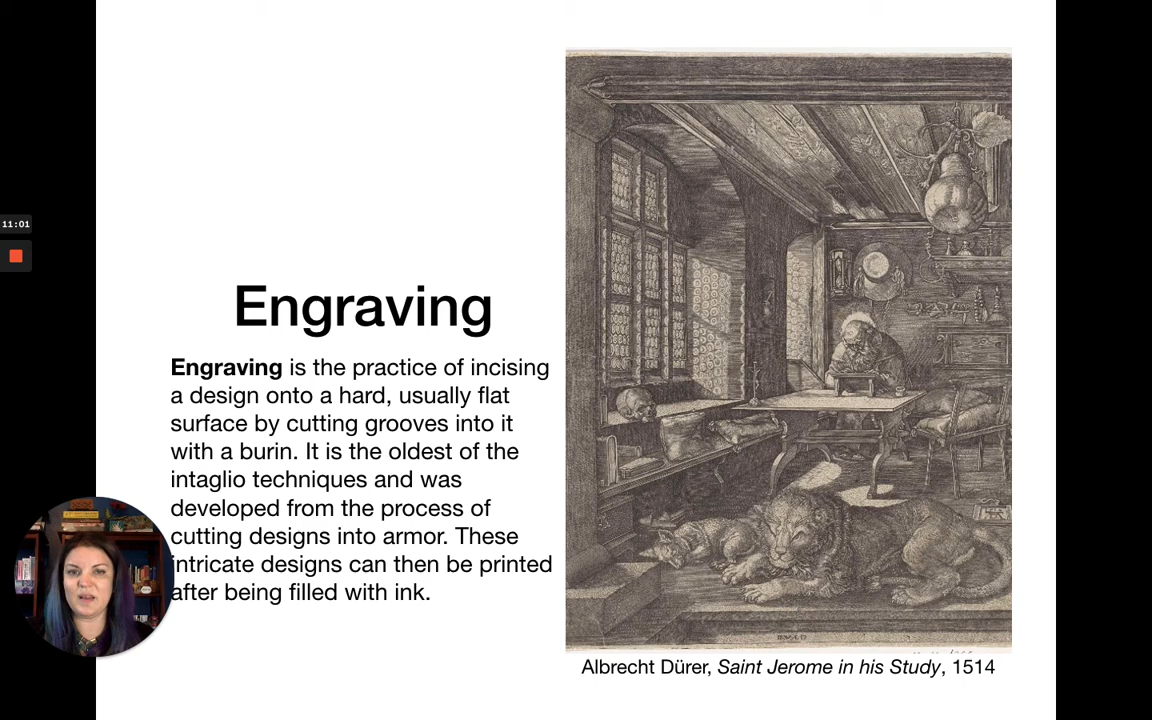 11:01
Engraving
Engraving is the practice of incising
a design onto a hard, usually flat
surface by cutting grooves into it
with a burin. It is the oldest of the
intaglio techniques and was
developed from the process of
cutting designs into armor. These
intricate designs can then be printed
after being filled with ink.
Albrecht Dürer, Saint Jerome in his Study, 1514